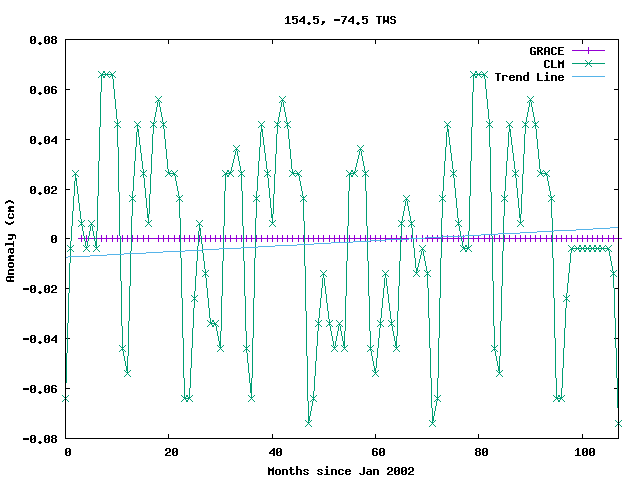 154.5, -74.5 TWS
GRACE
CLM
Trend Line
0.08
0.06
0.04
0.02
0
-0.02
-0.04
-0.06
-0.08
Anomaly (cm)
0 20 40 60 80 100
Months since Jan 2002